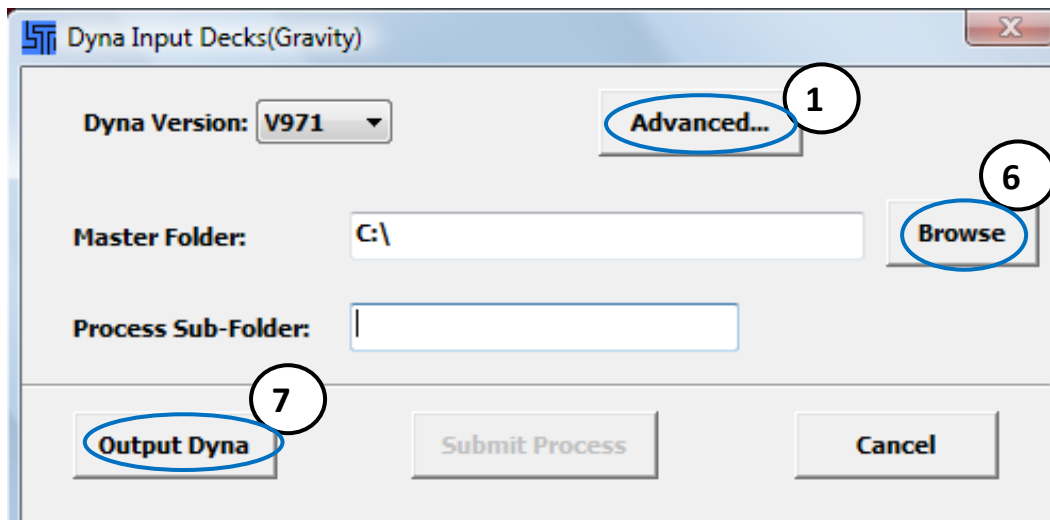 Dyna Input Decks(Gravity)
Dyna Version: V971 Advanced... 1
6
Master Folder: C:\ Browse
Process Sub-Folder:
7
Output Dyna Submit Process Cancel